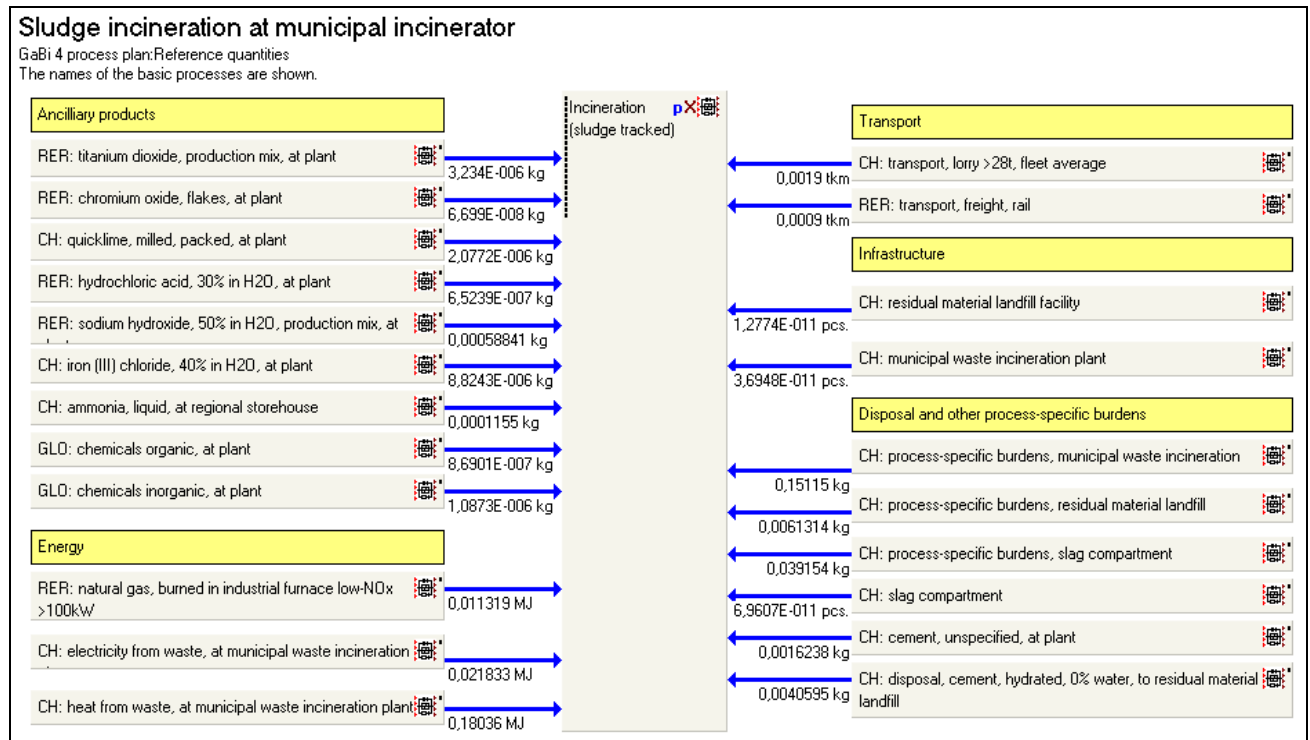 Sludge incineration at municipal incinerator
GaBi 4 process plan:Reference quantities
The names of the basic processes are shown.
Ancilliary products
RER: titanium dioxide, production mix, at plant
3,234E-006 kg
RER: chromium oxide, flakes, at plant
6,699E-008 kg
CH: quicklime, milled, packed, at plant
2,0772E-006 kg
RER: hydrochloric acid, 30% in H2O, at plant
6,5239E-007 kg
RER: sodium hydroxide, 50% in H2O, production mix, at
0,00058841 kg
CH: iron (III) chloride, 40% in H2O, at plant
8,8243E-006 kg
CH: ammonia, liquid, at regional storehouse
0,0001155 kg
GLO: chemicals organic, at plant
8,6901E-007 kg
GLO: chemicals inorganic, at plant
1,0873E-006 kg
Energy
RER: natural gas, burned in industrial furnace low-NOx
>100kW
0,011319 MJ
CH: electricity from waste, at municipal waste incineration
0,021833 MJ
CH: heat from waste, at municipal waste incineration plant
0,18036 MJ
Incineration pX
(sludge tracked)
Transport
CH: transport, lorry >28t, fleet average
0,0019 tkm
RER: transport, freight, rail
0,0009 tkm
Infrastructure
CH: residual material landfill facility
1,2774E-011 pcs.
CH: municipal waste incineration plant
3,6948E-011 pcs.
Disposal and other process-specific burdens
CH: process-specific burdens, municipal waste incineration
0,15115 kg
CH: process-specific burdens, residual material landfill
0,0061314 kg
CH: process-specific burdens, slag compartment
0,039154 kg
CH: slag compartment
6,9607E-011 pcs.
CH: cement, unspecified, at plant
0,0016238 kg
CH: disposal, cement, hydrated, 0% water, to residual material
landfill
0,0040595 kg